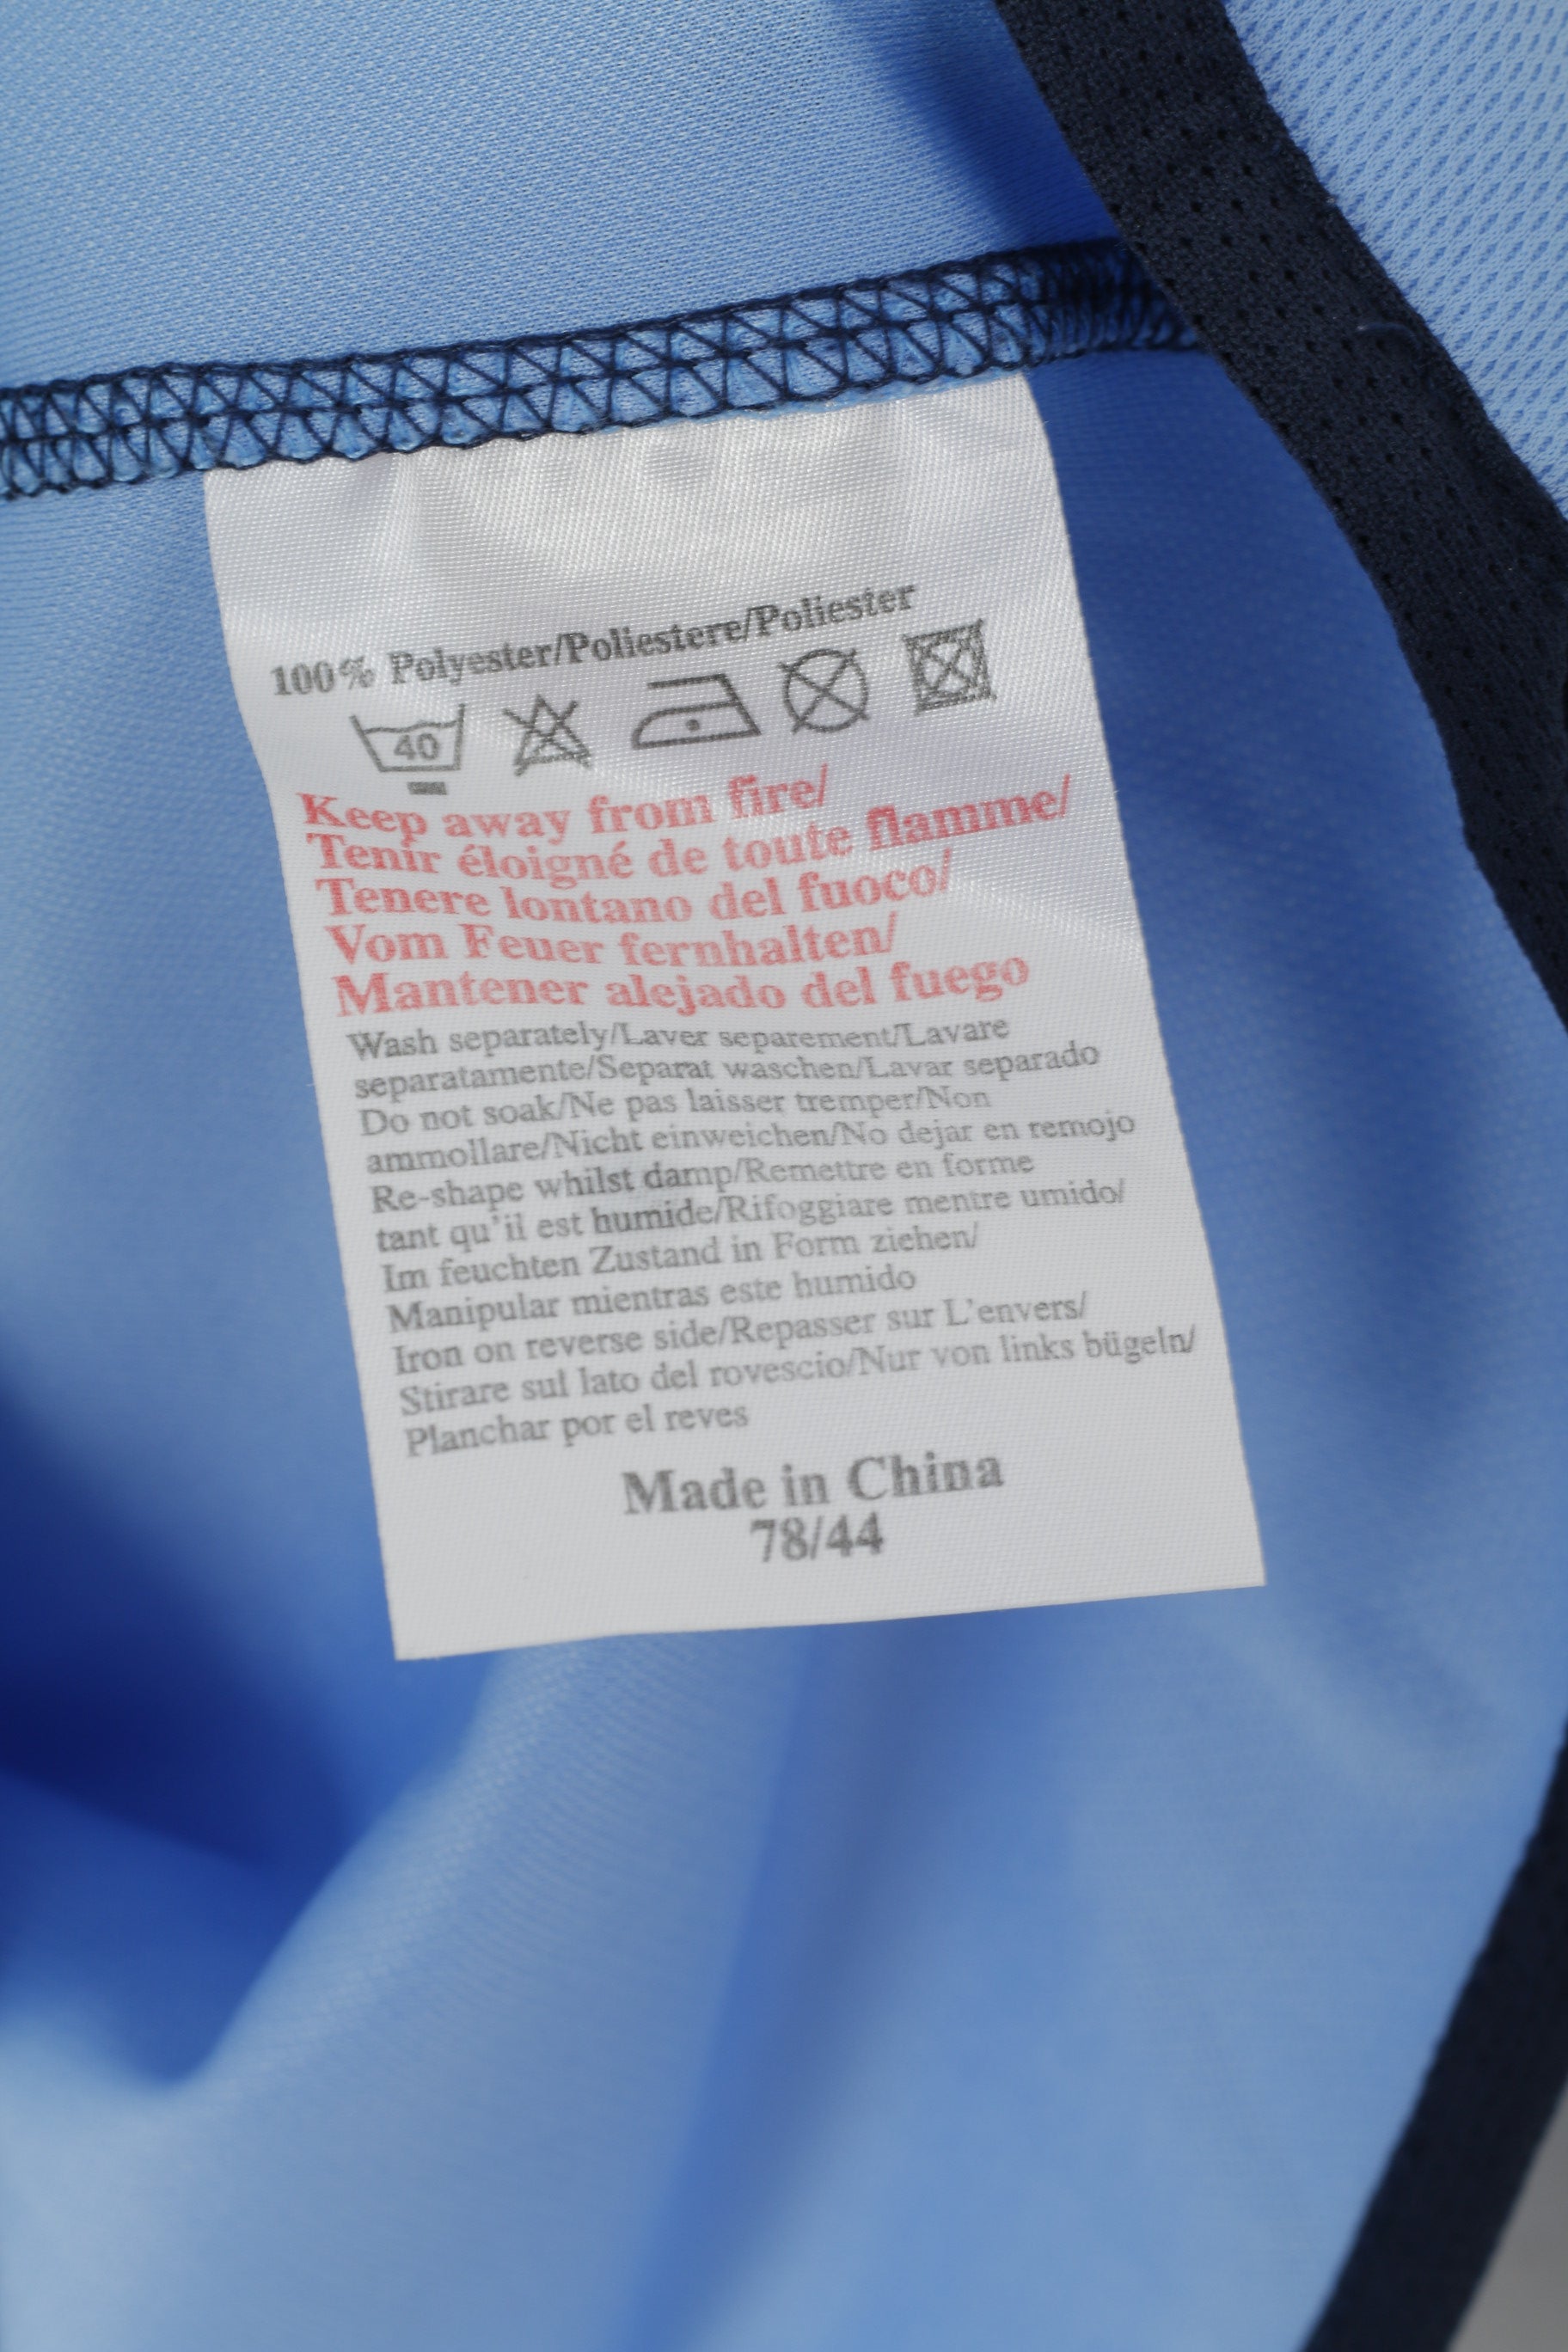 100% Polyester/Poliestere/Poliester
40
Keep away from fire/
Tenir éloigné de toute flamme/
Tenere lontano del fuoco/
Vom Feuer fernhalten/
Mantener alejado del fuego
Wash separately/Laver separement/Lavare
separatamente/Separat waschen/Lavar separado
Do not soak/Ne pas laisser tremper/Non
ammollare/Nicht einweichen/No dejar en remojo
Re-shape whilst damp/Remettre en forme
tant qu'il est humide/Rifoggiare mentre umido/
Im feuchten Zustand in Form ziehen/
Manipular mientras este humido
Iron on reverse side/Repasser sur L'envers/
Stirare sul lato del rovescio/Nur von links bügeln/
Planchar por el reves
Made in China
78/44